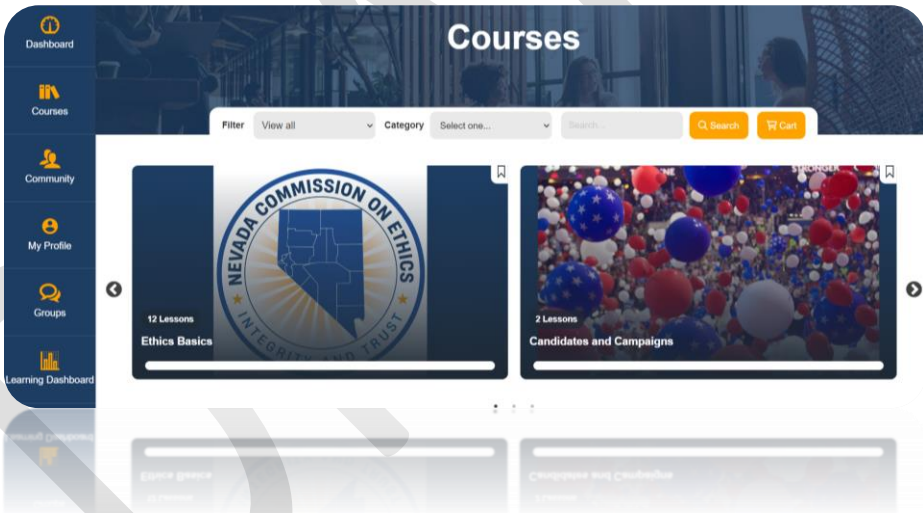 Courses
Dashboard
Courses
Community
My Profile
Groups
Learning Dashboard
Filter
View all
Category
Select one...
Search...
Search
Cart
NEVADA COMMISSION ON ETHICS
INTEGRITY AND TRUST
12 Lessons
Ethics Basics
STRONGER
2 Lessons
Candidates and Campaigns